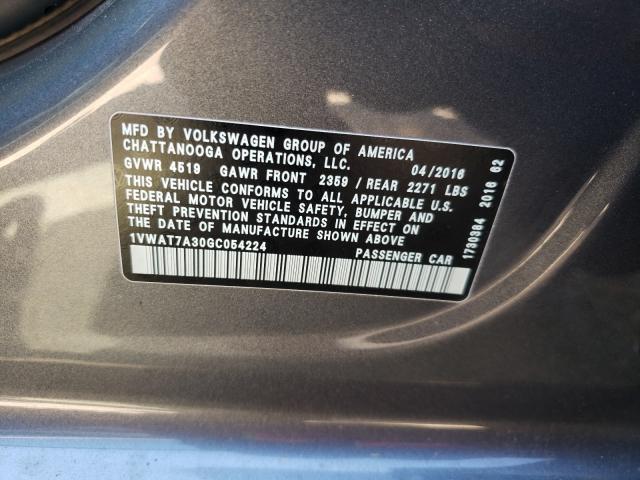 MFD BY VOLKSWAGEN GROUP OF AMERICA
CHATTANOOGA OPERATIONS, LLC. 04/2016
GVWR 4519 GAWR FRONT 2359 / REAR 2271 LBS
THIS VEHICLE CONFORMS TO ALL APPLICABLE U.S.
FEDERAL MOTOR VEHICLE SAFETY, BUMPER AND
THEFT PREVENTION STANDARDS IN EFFECT ON
THE DATE OF MANUFACTURE SHOWN ABOVE
1VWAT7A30GC054224 PASSENGER CAR
1730384 2016 62